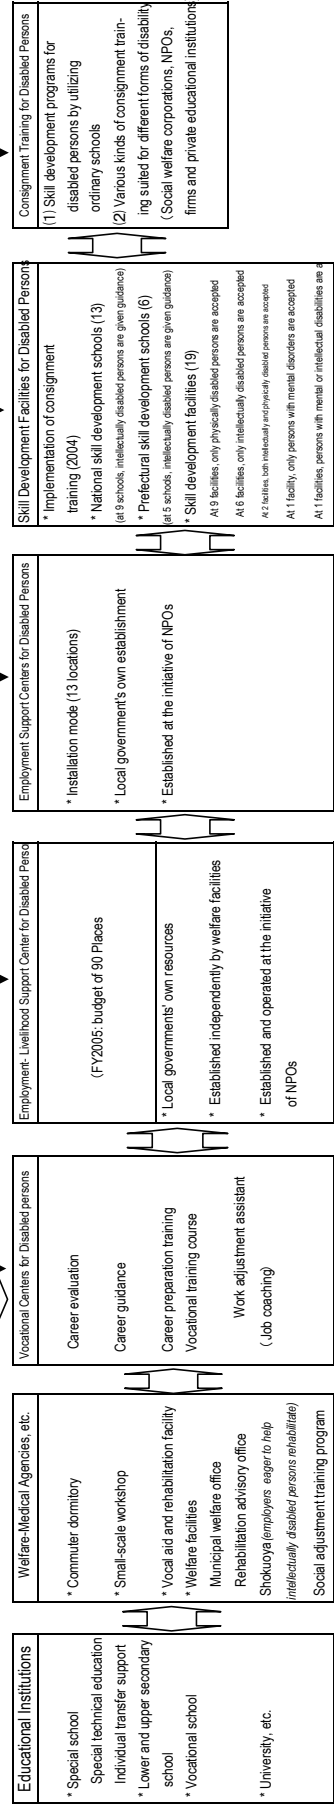 Educational Institutions
* Special school
Special technical education
Individual transfer support
* Lower and upper secondary
school
* Vocational school
* University, etc.
Welfare-Medical Agencies, etc.
* Commuter dormitory
* Small-scale workshop
* Vocal aid and rehabilitation facility
* Welfare facilities
Municipal welfare office
Rehabilitation advisory office
Shokuoya (employers eager to help
intellectually disabled persons rehabilitate)
Social adjustment training program
Vocational Centers for Disabled persons
Career evaluation
Career guidance
Career preparation training
Vocational training course
Work adjustment assistant
( Job coaching)
Employment- Livelihood Support Center for Disabled Perso
(FY2005: budget of 90 Places
* Local governments' own resources
* Established independently by welfare facilities
* Established and operated at the initiative
of NPOs
Employment Support Centers for Disabled Persons
* Installation mode (13 locations)
* Local government's own establishment
* Established at the initiative of NPOs
Skill Development Facilities for Disabled Persons
* Implementation of consignment
training (2004)
* National skill development schools (13)
(at 9 schools, intellectually disabled persons are given guidance)
* Prefectural skill development schools (6)
(at 5 schools, intellectually disabled persons are given guidance)
* Skill development facilities (19)
At 9 facilities, only physically disabled persons are accepted
At 6 facilities, only intellectually disabled persons are accepted
At 2 facilities, both intellectually and physically disabled persons are accepted
At 1 facility, only persons with mental disorders are accepted
At 1 facilities, persons with mental or intellectual disabilities are a
Consignment Training for Disabled Persons
(1) Skill development programs for
disabled persons by utilizing
ordinary schools
(2) Various kinds of consignment train-
ing suited for different forms of disability
(Social welfare corporations, NPOs,
firms and private educational institutions